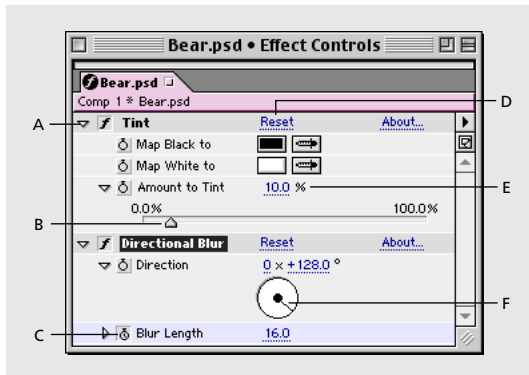 Bear.psd • Effect Controls
Bear.psd
Comp 1 * Bear.psd
D
A
Tint Reset About...
Map Black to
Map White to
Amount to Tint 10.0 %
E
0.0% 100.0%
B
Directional Blur Reset About...
Direction 0 x +128.0 °
F
C
Blur Length 16.0